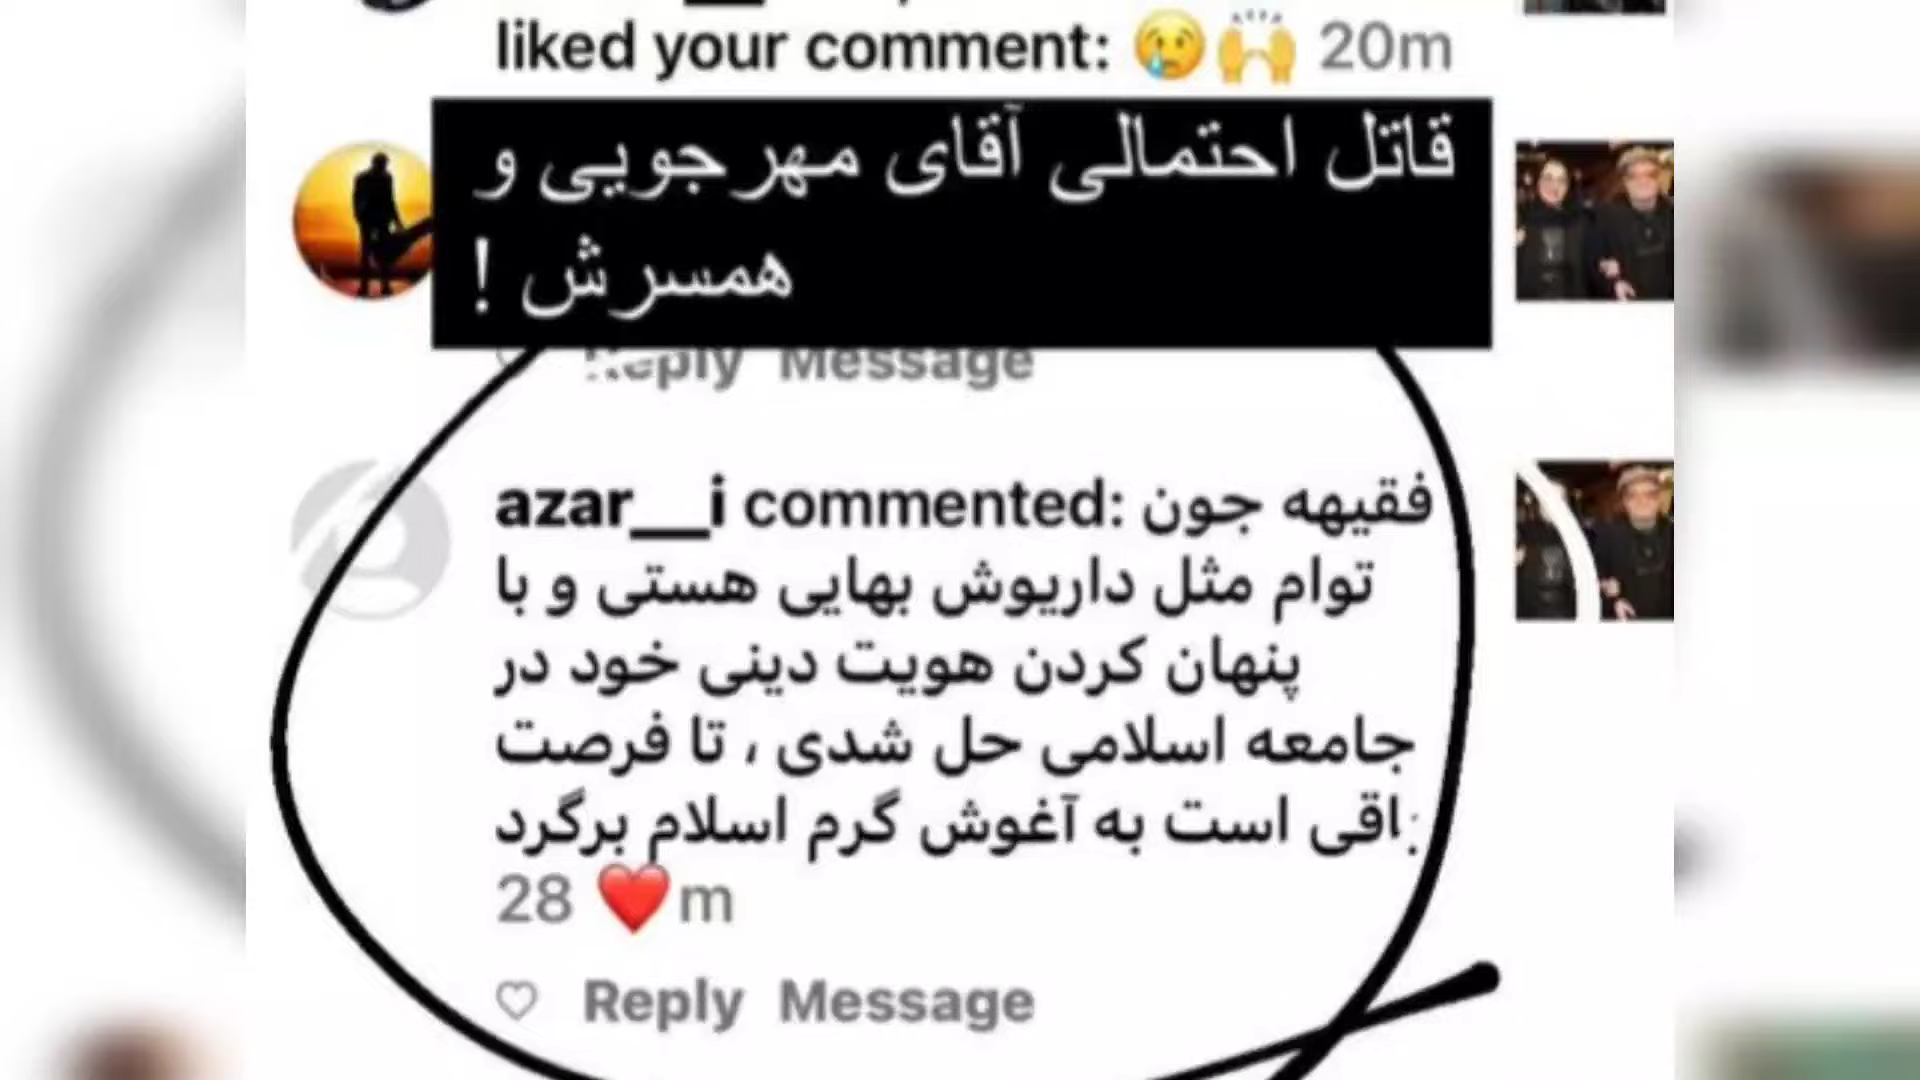 liked your comment: 😢🙌 20m
قاتل احتمالی آقای مهرجویی و
همسرش !
Reply Message
azar__i commented: فقیهه جون
توام مثل داریوش بهایی هستی و با
پنهان کردن هویت دینی خود در
جامعه اسلامی حل شدی ، تا فرصت
باقی است به آغوش گرم اسلام برگرد
28 ❤️m
Reply Message